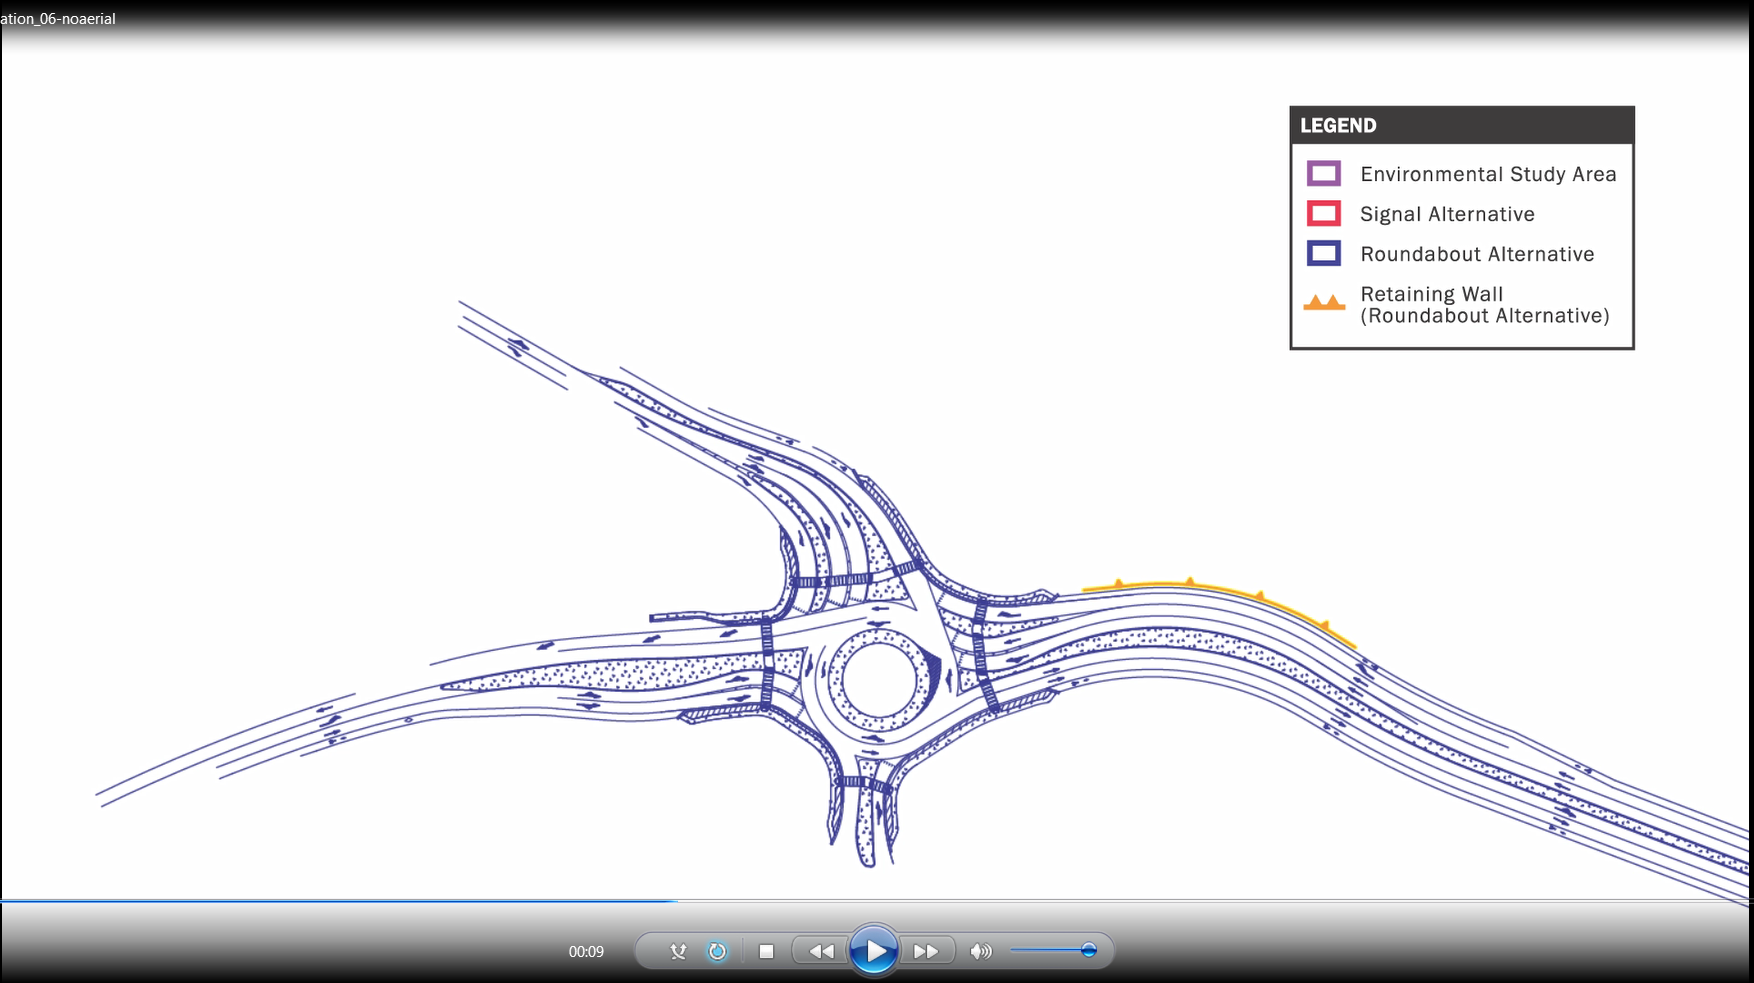 ation_06-noaerial
LEGEND
Environmental Study Area
Signal Alternative
Roundabout Alternative
Retaining Wall
(Roundabout Alternative)
00:09